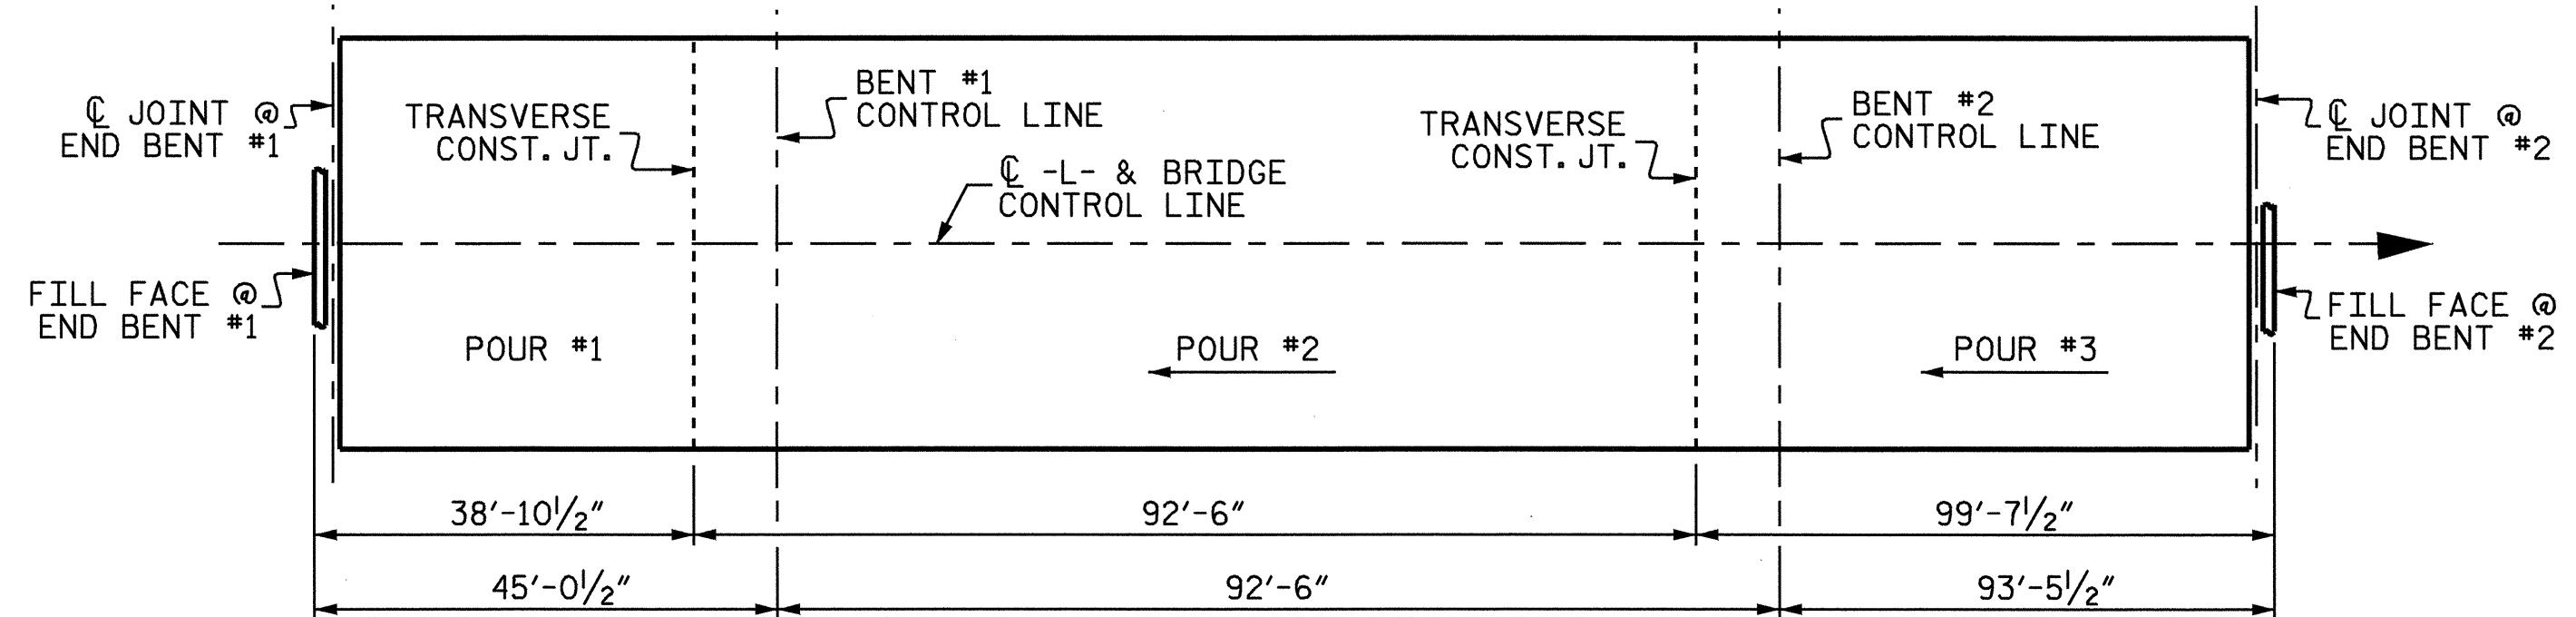 ℄ JOINT @
END BENT #1
TRANSVERSE
CONST. JT.
BENT #1
CONTROL LINE
℄ -L- & BRIDGE
CONTROL LINE
TRANSVERSE
CONST. JT.
BENT #2
CONTROL LINE
℄ JOINT @
END BENT #2
FILL FACE @
END BENT #1
POUR #1
POUR #2
POUR #3
FILL FACE @
END BENT #2
38'-10½"
92'-6"
99'-7½"
45'-0½"
92'-6"
93'-5½"